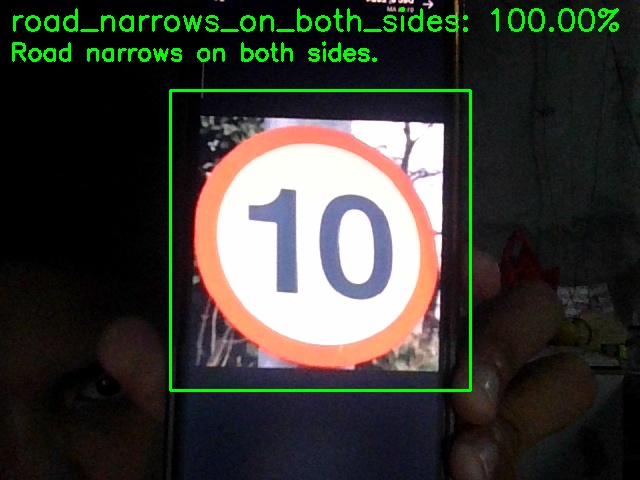 road_narrows_on_both_sides: 100.00%
Road narrows on both sides.
10